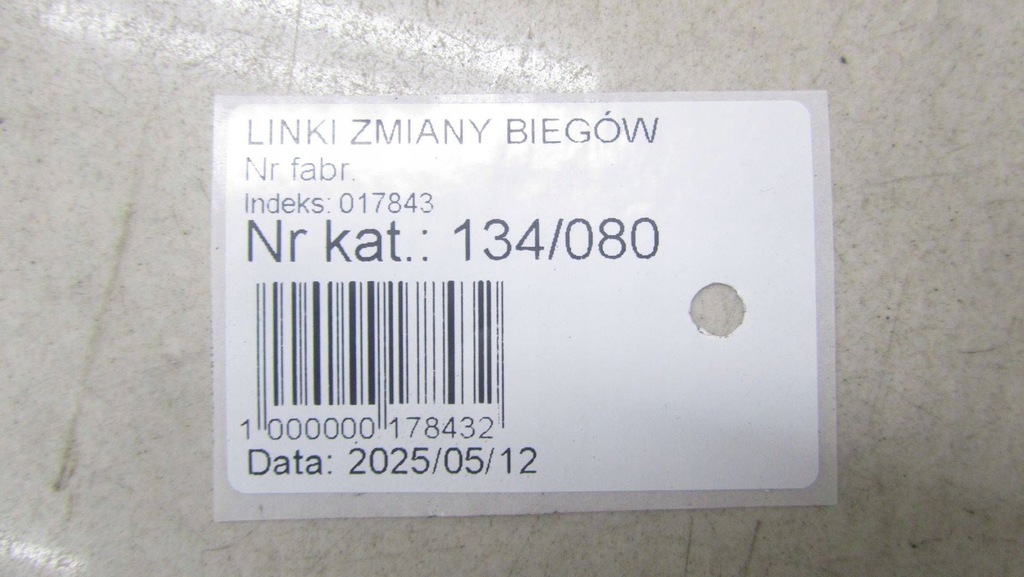 LINKI ZMIANY BIEGÓW
Nr fabr.
Indeks: 017843
Nr kat.: 134/080
1 000000 178432
Data: 2025/05/12